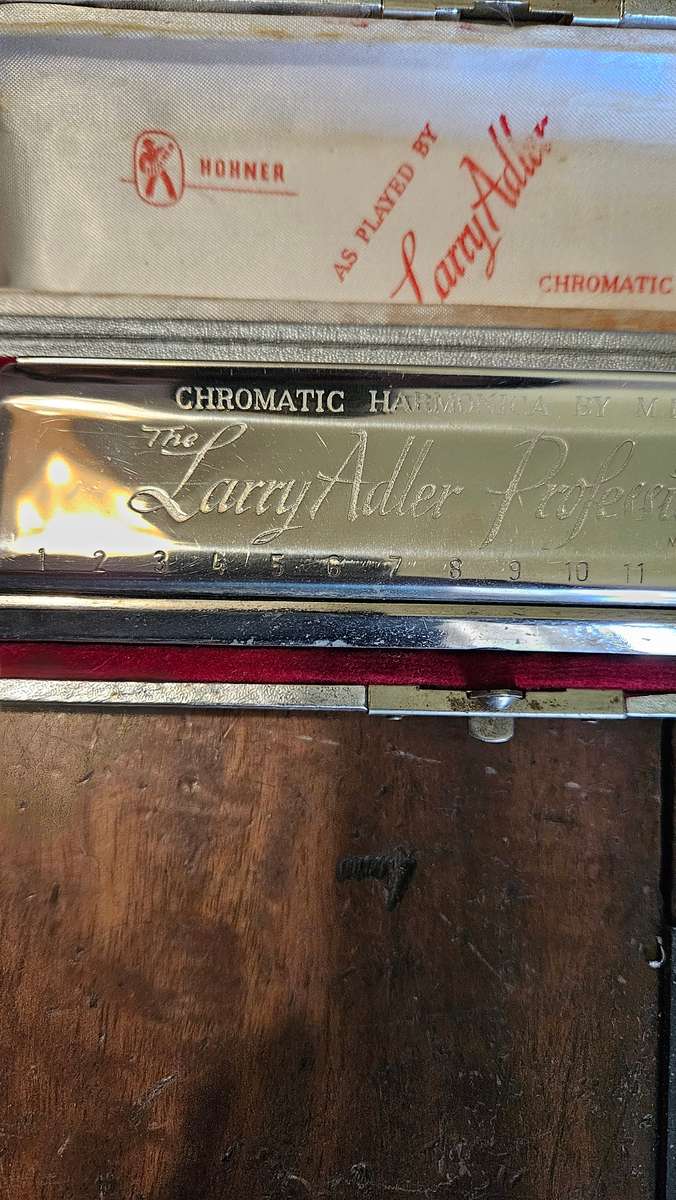 HOHNER
AS PLAYED BY
Larry Adler
CHROMATIC
CHROMATIC HARMONICA BY M.
The
Larry Adler Professi
1 2 3 4 5 6 7 8 9 10 11